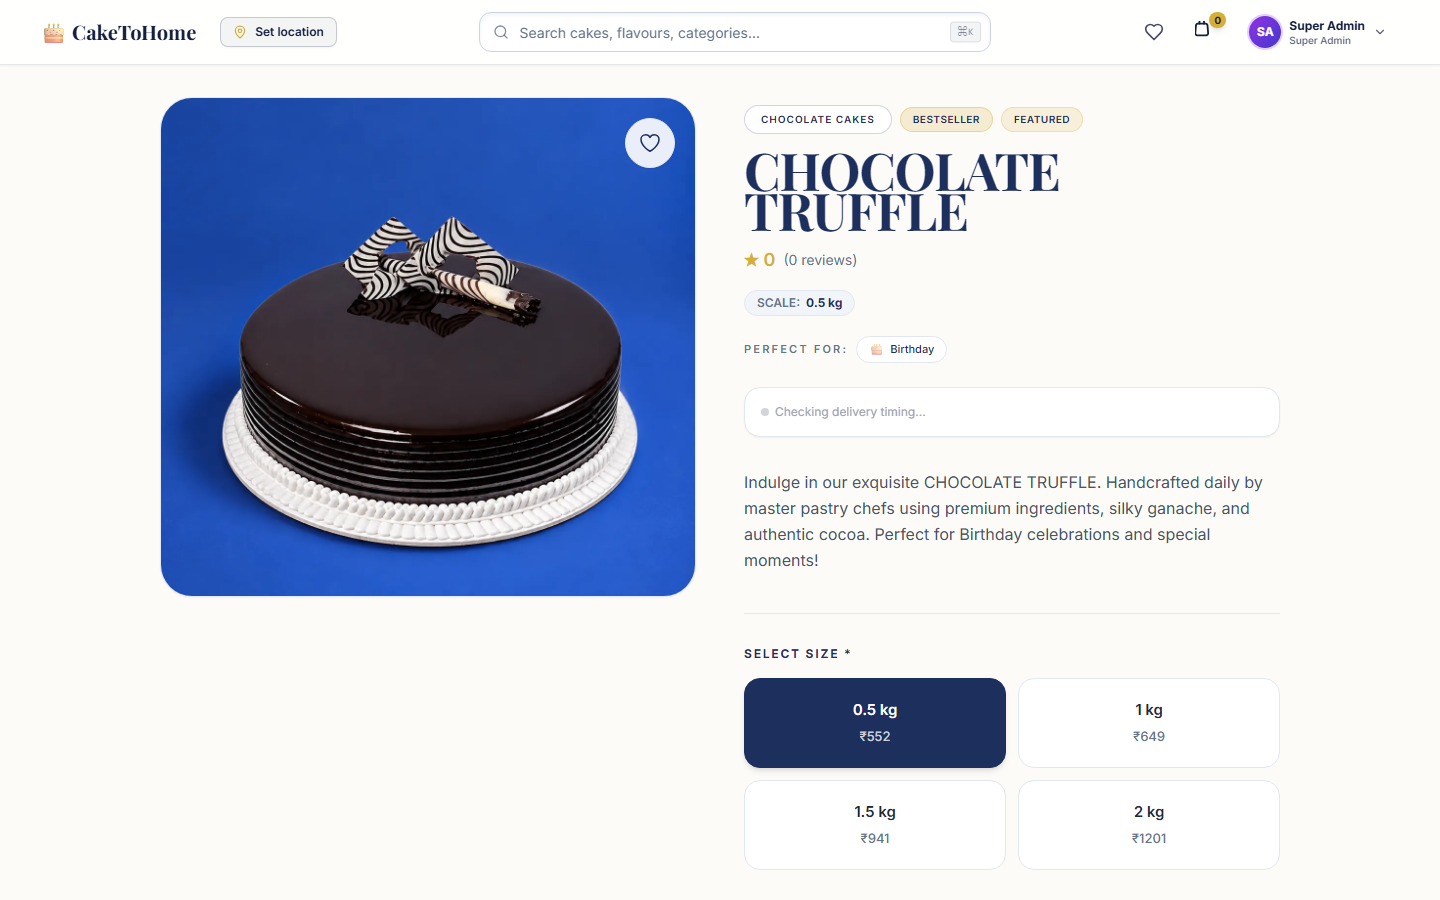 CakeToHome
Set location
Search cakes, flavours, categories...
⌘K
0
SA
Super Admin
Super Admin
CHOCOLATE CAKES
BESTSELLER
FEATURED
CHOCOLATE
TRUFFLE
★ 0 (0 reviews)
SCALE: 0.5 kg
PERFECT FOR:
Birthday
Checking delivery timing...
Indulge in our exquisite CHOCOLATE TRUFFLE. Handcrafted daily by
master pastry chefs using premium ingredients, silky ganache, and
authentic cocoa. Perfect for Birthday celebrations and special
moments!
SELECT SIZE *
0.5 kg
₹552
1 kg
₹649
1.5 kg
₹941
2 kg
₹1201